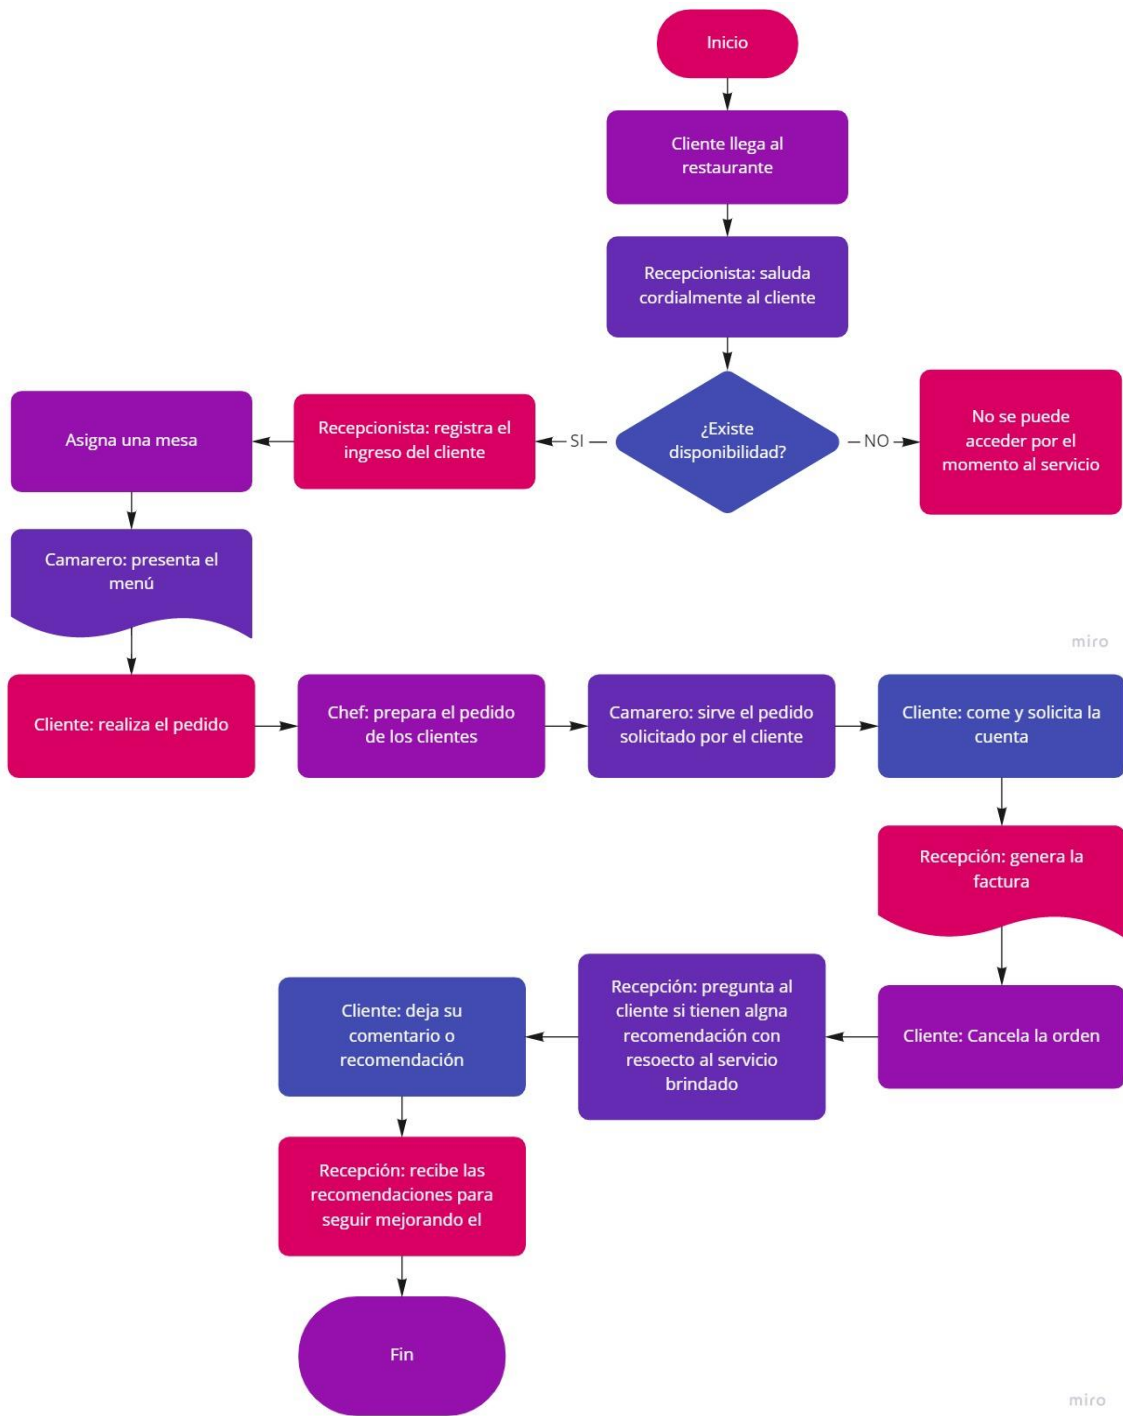 Inicio
Cliente llega al
restaurante
Recepcionista: saluda
cordialmente al cliente
¿Existe
disponibilidad?
NO
No se puede
acceder por el
momento al servicio
SI
Recepcionista: registra el
ingreso del cliente
Asigna una mesa
Camarero: presenta el
menú
miro
Cliente: realiza el pedido
Chef: prepara el pedido
de los clientes
Camarero: sirve el pedido
solicitado por el cliente
Cliente: come y solicita la
cuenta
Recepción: genera la
factura
Cliente: Cancela la orden
Recepción: pregunta al
cliente si tienen algna
recomendación con
resoecto al servicio
brindado
Cliente: deja su
comentario o
recomendación
Recepción: recibe las
recomendaciones para
seguir mejorando el
Fin
miro